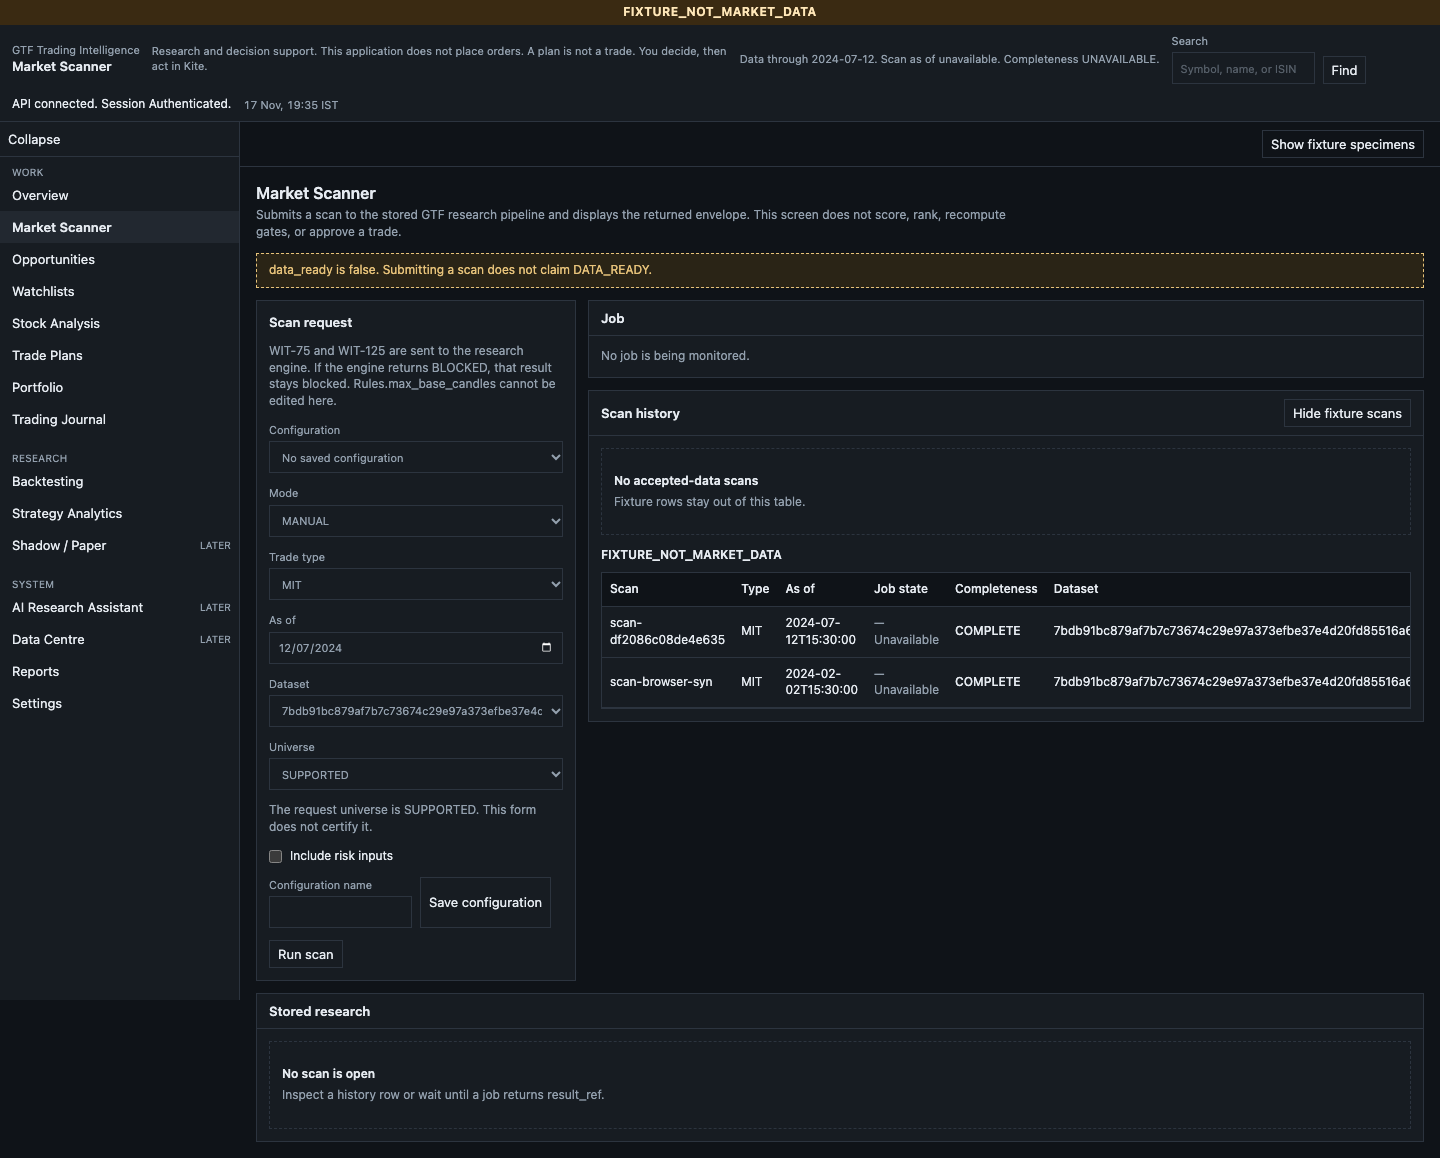 FIXTURE_NOT_MARKET_DATA
GTF Trading Intelligence
Market Scanner
Research and decision support. This application does not place orders. A plan is not a trade. You decide, then
act in Kite.
Data through 2024-07-12. Scan as of unavailable. Completeness UNAVAILABLE.
Search
Symbol, name, or ISIN
Find
API connected. Session Authenticated.
17 Nov, 19:35 IST
Collapse
Show fixture specimens
WORK
Overview
Market Scanner
Opportunities
Watchlists
Stock Analysis
Trade Plans
Portfolio
Trading Journal
RESEARCH
Backtesting
Strategy Analytics
Shadow / Paper LATER
SYSTEM
AI Research Assistant LATER
Data Centre LATER
Reports
Settings
Market Scanner
Submits a scan to the stored GTF research pipeline and displays the returned envelope. This screen does not score, rank, recompute
gates, or approve a trade.
data_ready is false. Submitting a scan does not claim DATA_READY.
Scan request
WIT-75 and WIT-125 are sent to the research
engine. If the engine returns BLOCKED, that result
stays blocked. Rules.max_base_candles cannot be
edited here.
Configuration
No saved configuration
Mode
MANUAL
Trade type
MIT
As of
12/07/2024
Dataset
7bdb91bc879af7b7c73674c29e97a373efbe37e4c
Universe
SUPPORTED
The request universe is SUPPORTED. This form
does not certify it.
Include risk inputs
Configuration name
Save configuration
Run scan
Job
No job is being monitored.
Scan history
Hide fixture scans
No accepted-data scans
Fixture rows stay out of this table.
FIXTURE_NOT_MARKET_DATA
Scan Type As of Job state Completeness Dataset
scan-
df2086c08de4e635 MIT 2024-07-
12T15:30:00 —
Unavailable COMPLETE 7bdb91bc879af7b7c73674c29e97a373efbe37e4d20fd85516a6
scan-browser-syn MIT 2024-02-
02T15:30:00 —
Unavailable COMPLETE 7bdb91bc879af7b7c73674c29e97a373efbe37e4d20fd85516a6
Stored research
No scan is open
Inspect a history row or wait until a job returns result_ref.